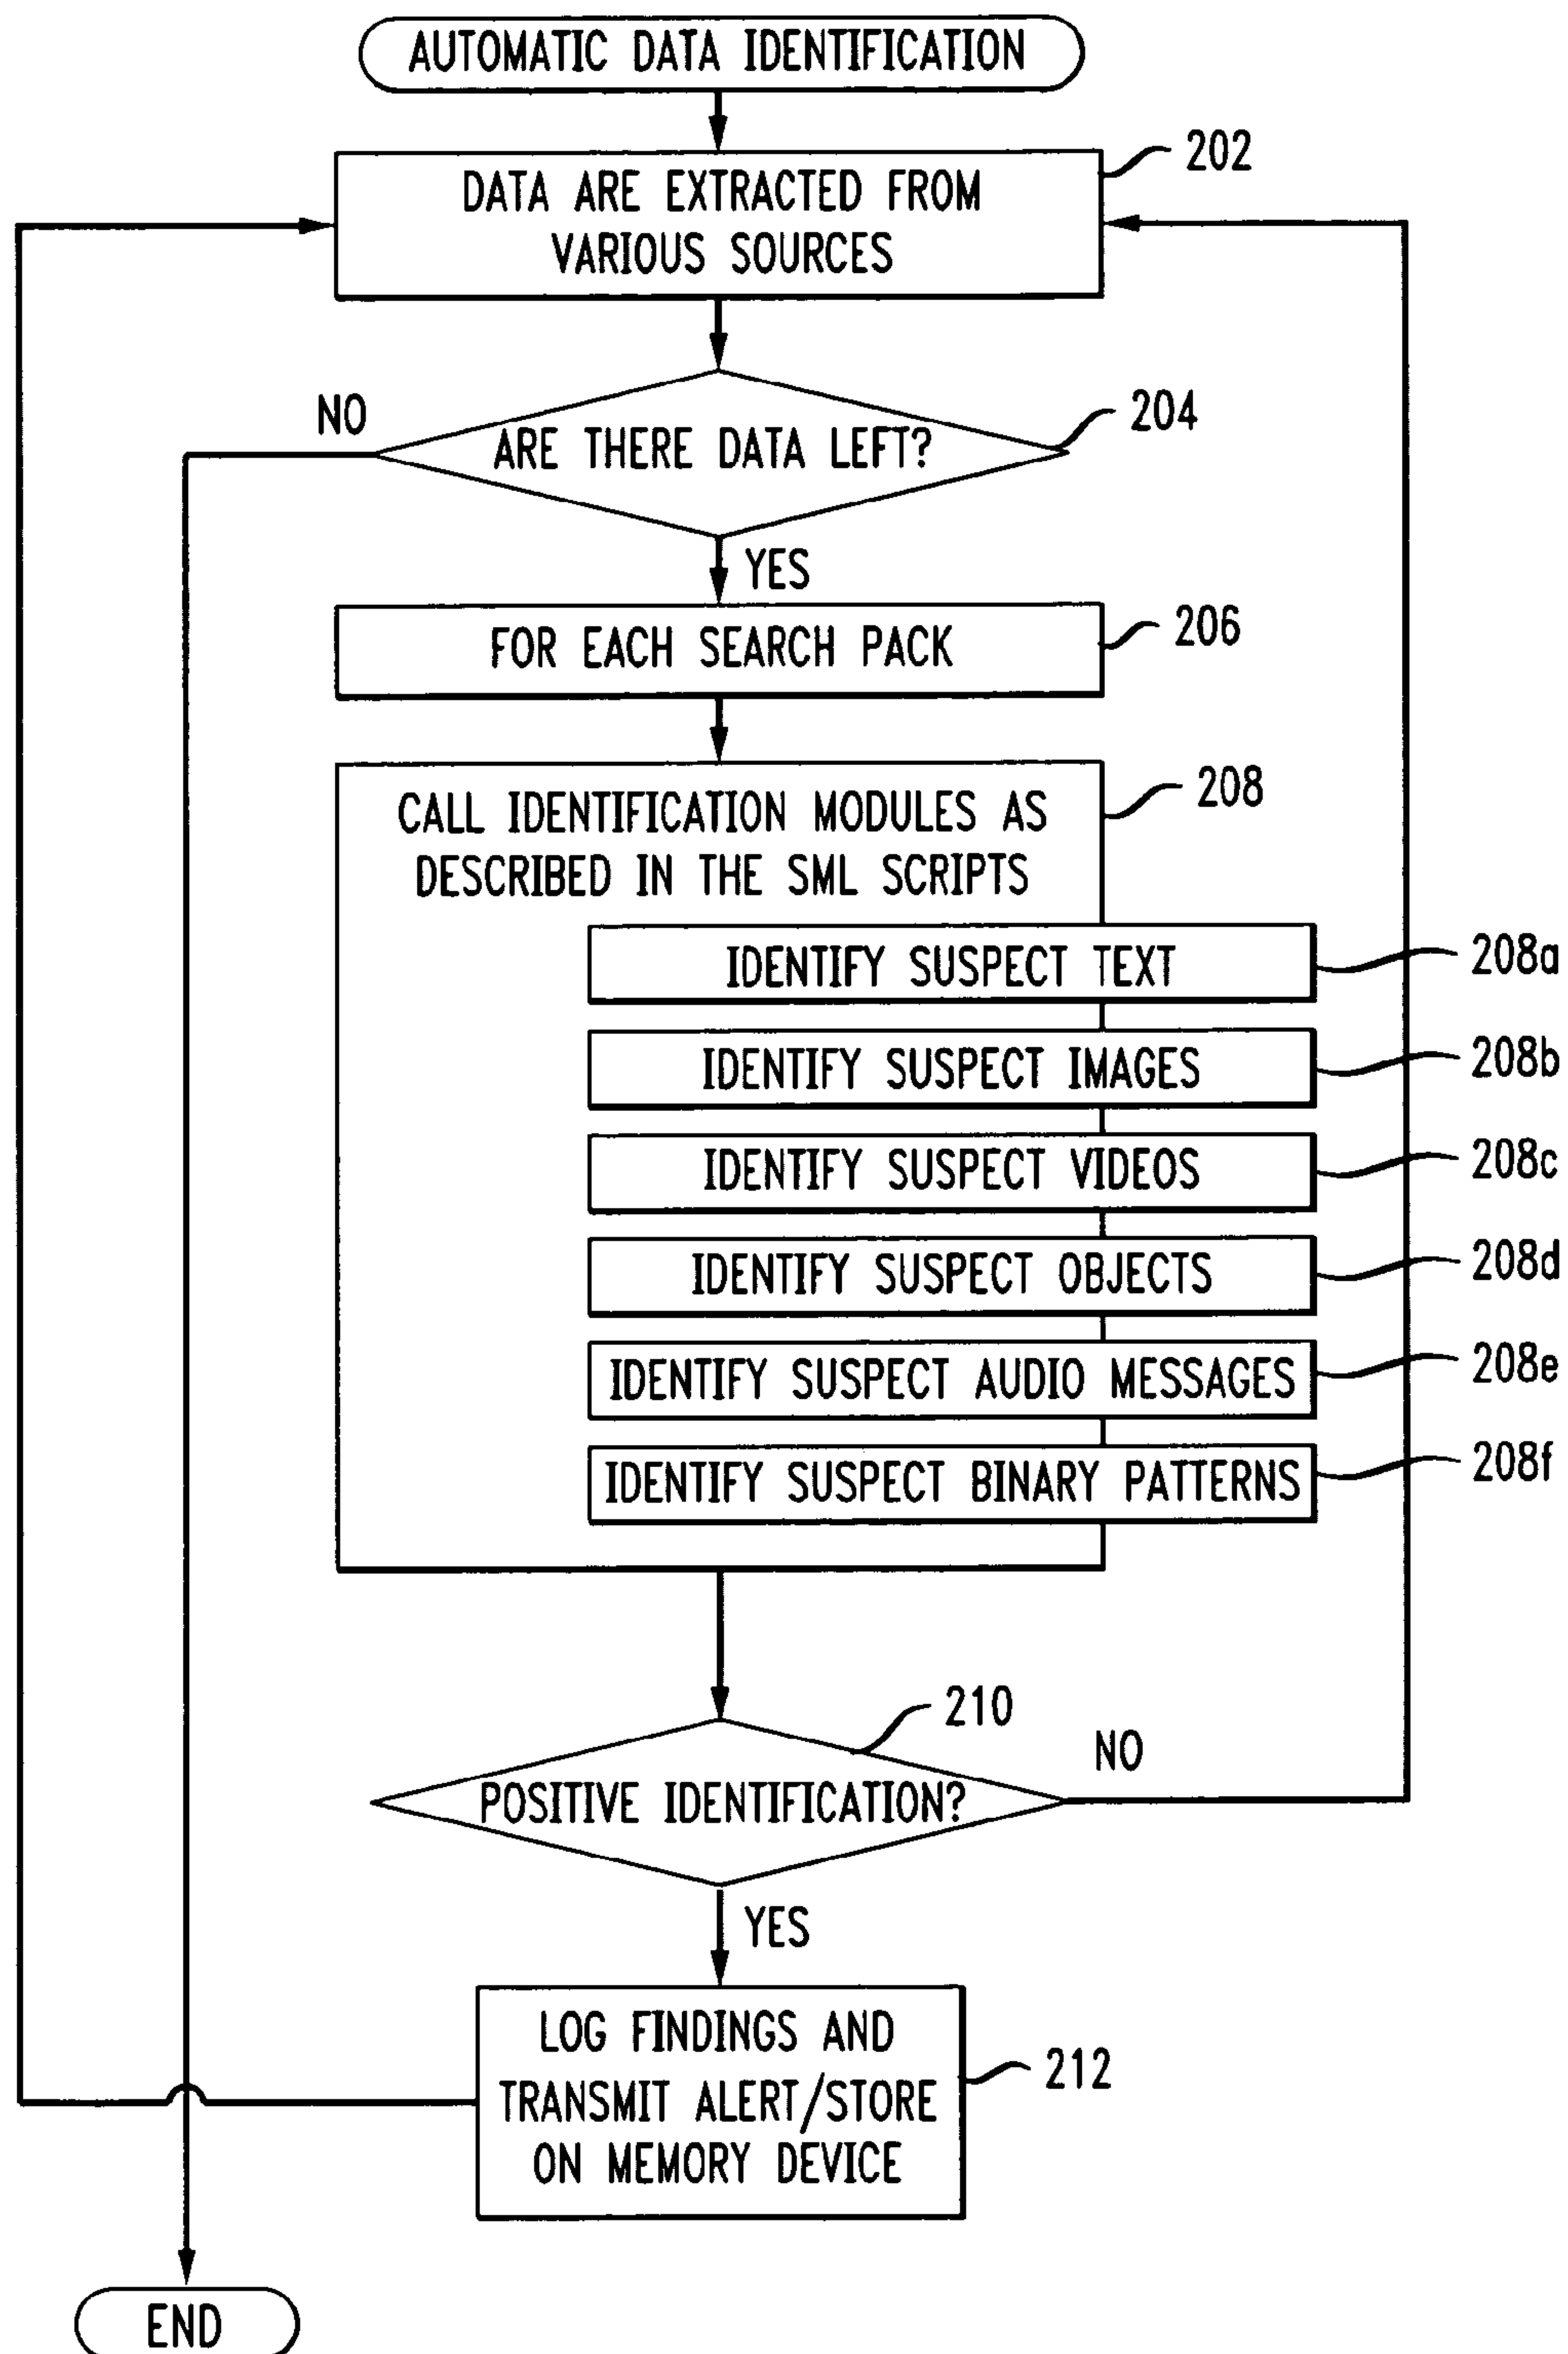 AUTOMATIC DATA IDENTIFICATION
202
DATA ARE EXTRACTED FROM
VARIOUS SOURCES
NO
204
ARE THERE DATA LEFT?
YES
206
FOR EACH SEARCH PACK
208
CALL IDENTIFICATION MODULES AS
DESCRIBED IN THE SML SCRIPTS
IDENTIFY SUSPECT TEXT
208a
IDENTIFY SUSPECT IMAGES
208b
IDENTIFY SUSPECT VIDEOS
208c
IDENTIFY SUSPECT OBJECTS
208d
IDENTIFY SUSPECT AUDIO MESSAGES
208e
IDENTIFY SUSPECT BINARY PATTERNS
208f
210
NO
POSITIVE IDENTIFICATION?
YES
LOG FINDINGS AND
TRANSMIT ALERT/STORE
ON MEMORY DEVICE
212
END